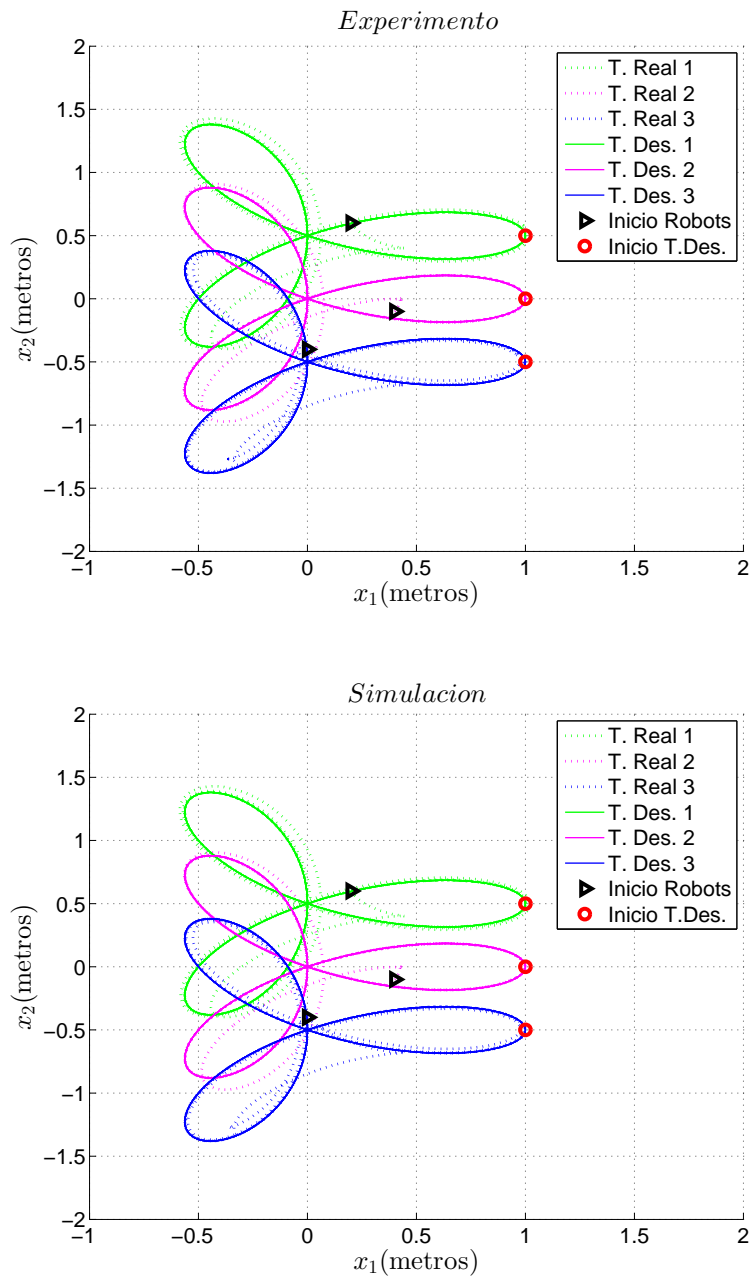 Experimento
2
1.5
1
0.5
0
−0.5
−1
−1.5
−2
x2(metros)
T. Real 1
T. Real 2
T. Real 3
T. Des. 1
T. Des. 2
T. Des. 3
Inicio Robots
Inicio T.Des.
−1 −0.5 0 0.5 1 1.5 2
x1(metros)
Simulacion
2
1.5
1
0.5
0
−0.5
−1
−1.5
−2
x2(metros)
T. Real 1
T. Real 2
T. Real 3
T. Des. 1
T. Des. 2
T. Des. 3
Inicio Robots
Inicio T.Des.
−1 −0.5 0 0.5 1 1.5 2
x1(metros)